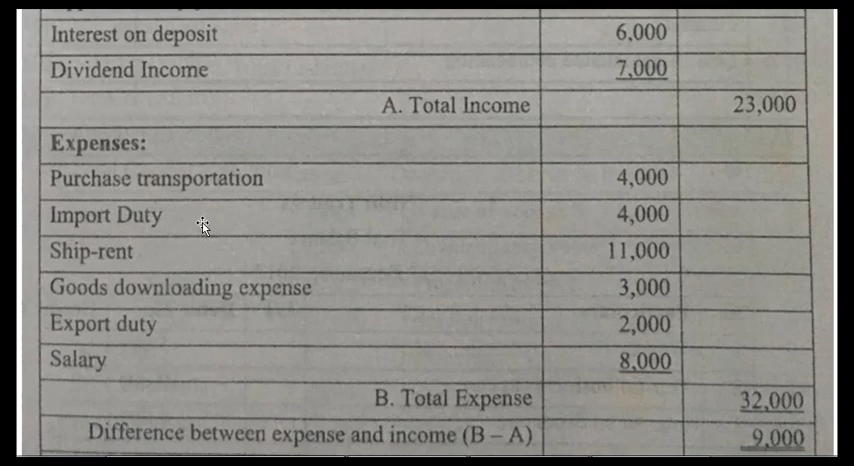 Interest on deposit 6,000
Dividend Income 7,000
A. Total Income 23,000
Expenses:
Purchase transportation 4,000
Import Duty 4,000
Ship-rent 11,000
Goods downloading expense 3,000
Export duty 2,000
Salary 8,000
B. Total Expense 32,000
Difference between expense and income (B – A) 9,000